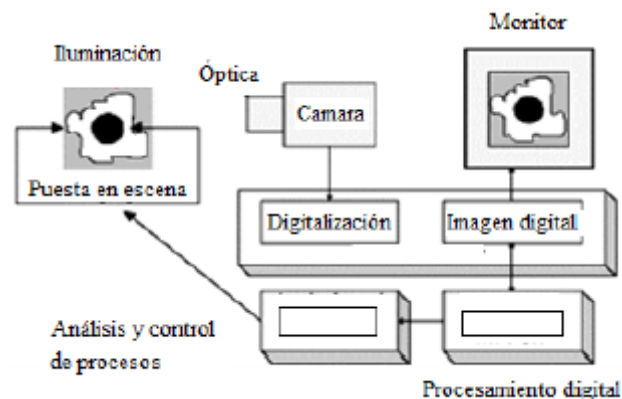 Monitor
Iluminación
Óptica
Camara
Puesta en escena
Digitalización
Imagen digital
Análisis y control
de procesos
Procesamiento digital